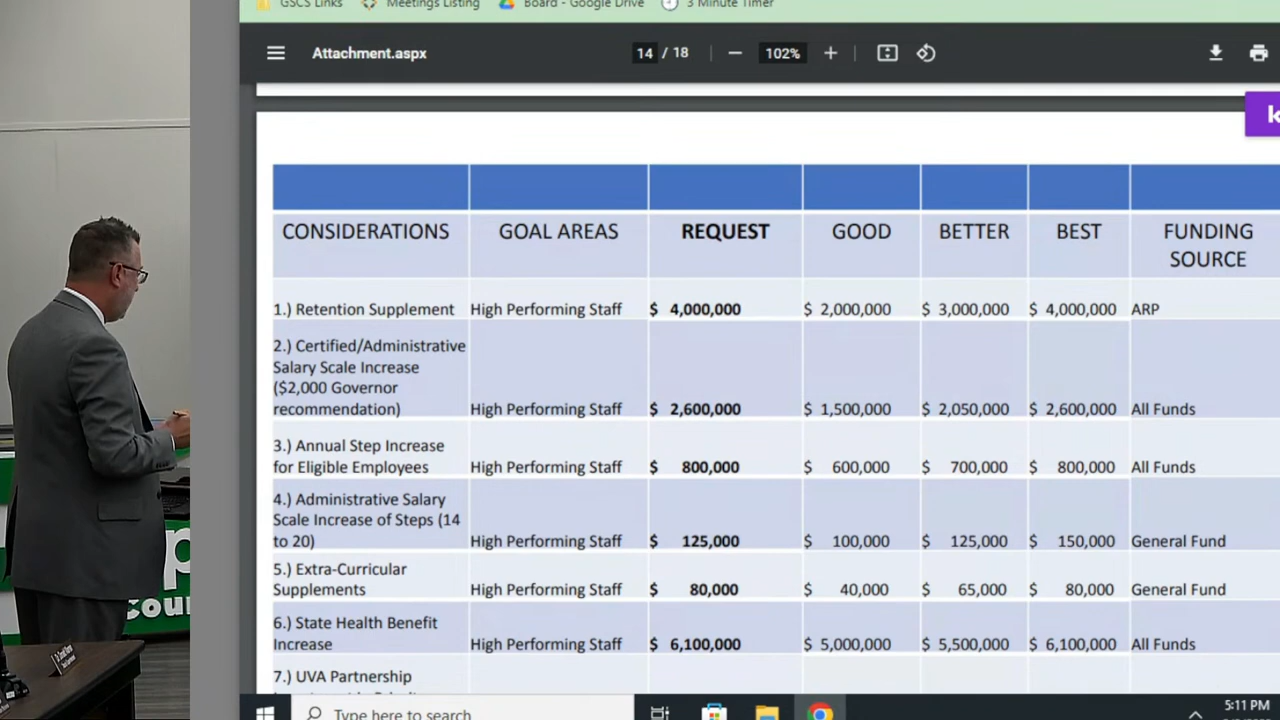 GSCS Links Meetings Listing Board - Google Drive 3 Minute Timer
Attachment.aspx 14 / 18 102%
k
CONSIDERATIONS GOAL AREAS REQUEST GOOD BETTER BEST FUNDING
SOURCE
1.) Retention Supplement High Performing Staff $ 4,000,000 $ 2,000,000 $ 3,000,000 $ 4,000,000 ARP
2.) Certified/Administrative
Salary Scale Increase
($2,000 Governor
recommendation) High Performing Staff $ 2,600,000 $ 1,500,000 $ 2,050,000 $ 2,600,000 All Funds
3.) Annual Step Increase
for Eligible Employees High Performing Staff $ 800,000 $ 600,000 $ 700,000 $ 800,000 All Funds
4.) Administrative Salary
Scale Increase of Steps (14
to 20) High Performing Staff $ 125,000 $ 100,000 $ 125,000 $ 150,000 General Fund
5.) Extra-Curricular
Supplements High Performing Staff $ 80,000 $ 40,000 $ 65,000 $ 80,000 General Fund
6.) State Health Benefit
Increase High Performing Staff $ 6,100,000 $ 5,000,000 $ 5,500,000 $ 6,100,000 All Funds
7.) UVA Partnership
Type here to search 5:11 PM
p
Cou